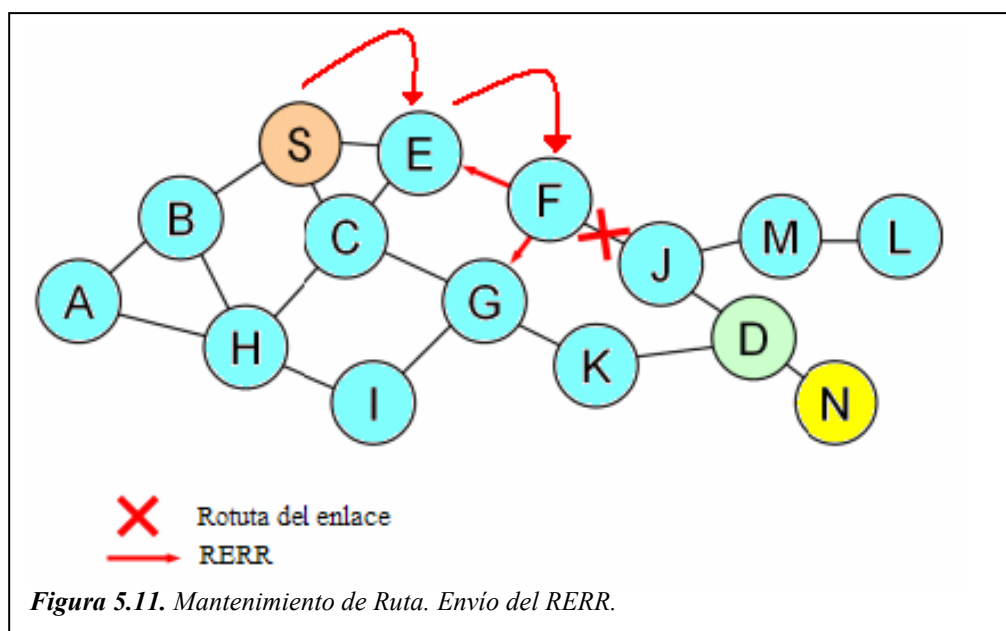 S
E
F
B
C
J
M
L
A
G
H
D
K
I
N
Rotuta del enlace
RERR
Figura 5.11. Mantenimiento de Ruta. Envío del RERR.